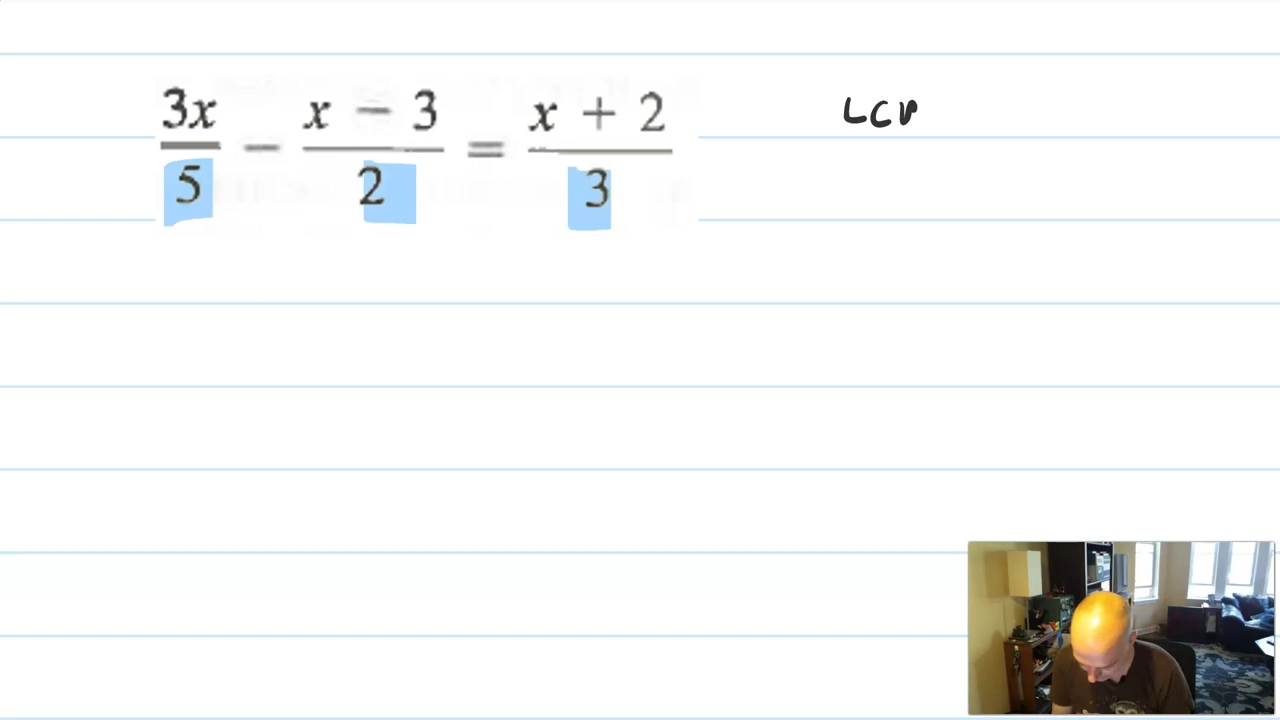 3x/5 − x − 3/2 = x + 2/3
LCD